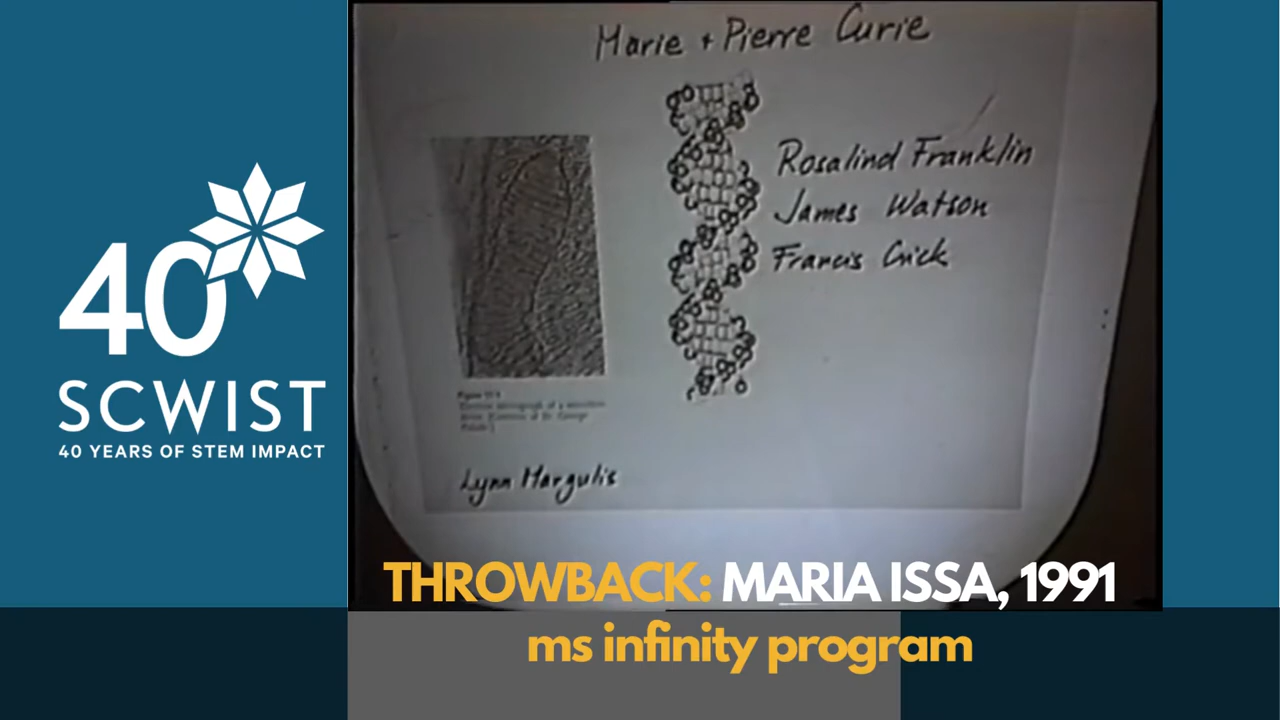 Marie + Pierre Curie
Rosalind Franklin
James Watson
Francis Crick
Lynn Margulis
40
SCWIST
40 YEARS OF STEM IMPACT
THROWBACK: MARIA ISSA, 1991
ms infinity program